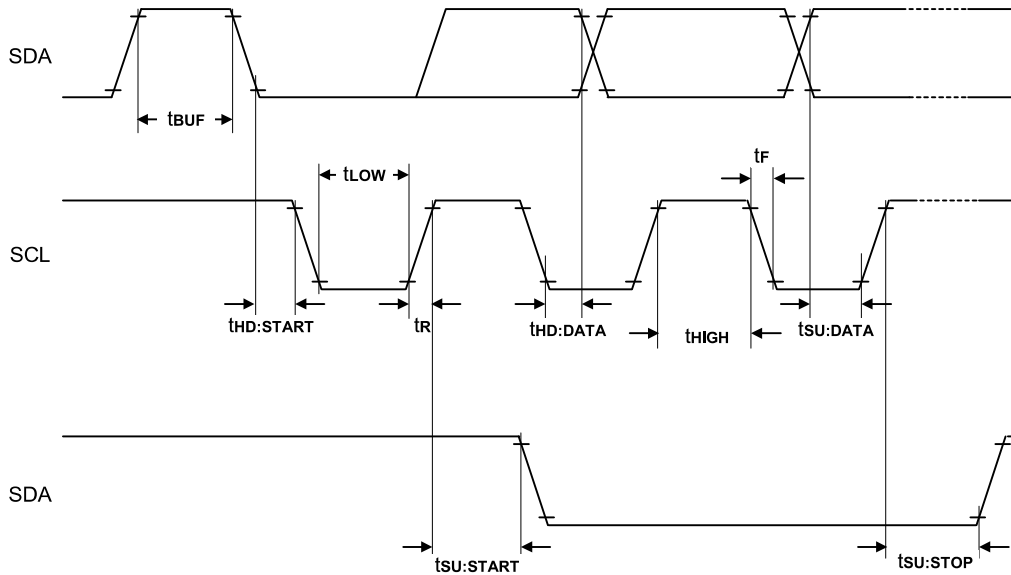 SDA
tBUF
tLOW
tF
SCL
tHD:START
tR
tHD:DATA
tHIGH
tSU:DATA
SDA
tSU:START
tSU:STOP